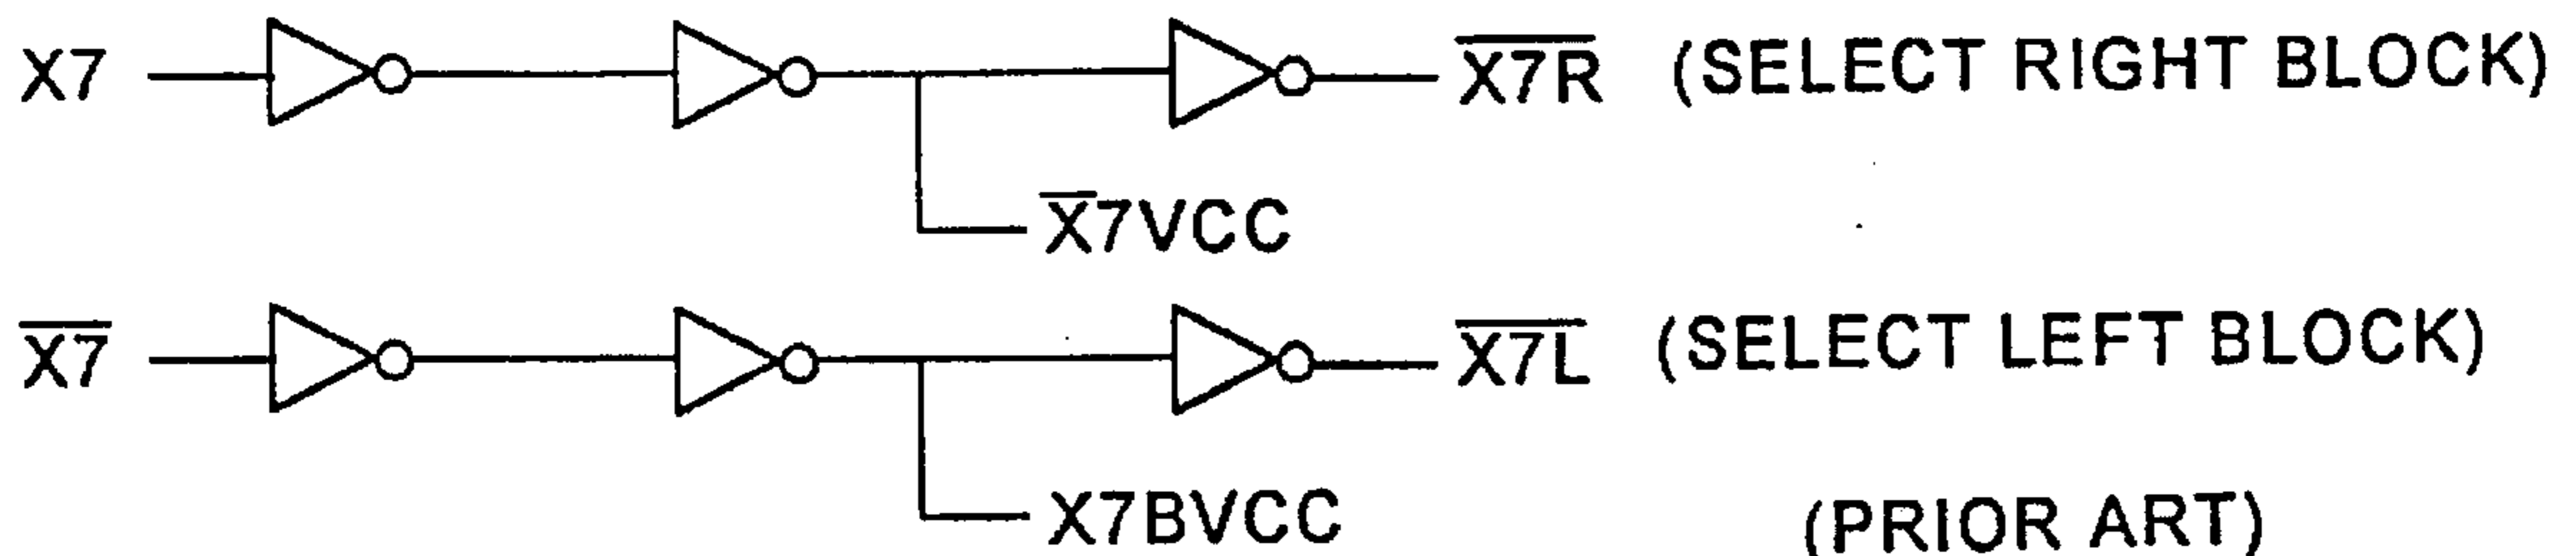 X7 X̅7̅R̅ (SELECT RIGHT BLOCK)
X̅7VCC
X̅7̅ X̅7̅L̅ (SELECT LEFT BLOCK)
X7BVCC
(PRIOR ART)